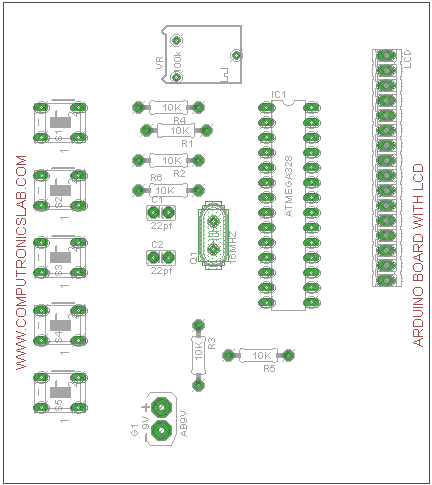 VR
100k
LCD
IC1
ATMEGA328
10K
R4
10K
R1
10K
R2
R6
10K
C1
22pf
C2
22pf
Q1
16MHZ
S1
1
S2
1
S3
1
S4
1
S5
1
R3
10K
10K
R5
G1
9V
AB9V
WWW.COMPUTRONICSLAB.COM
ARDUINO BOARD WITH LCD